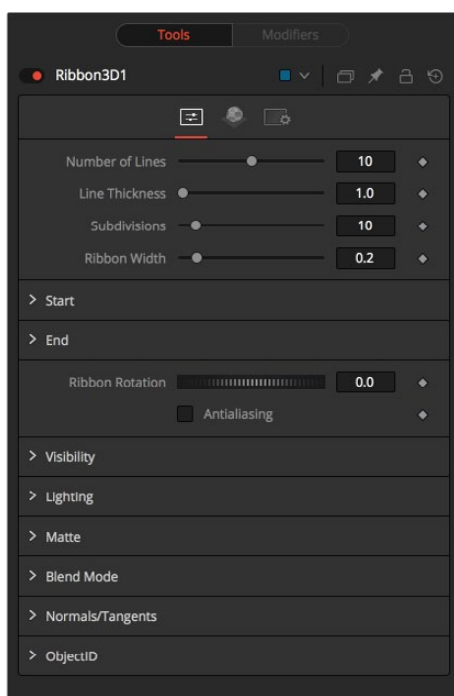 Tools Modifiers
Ribbon3D1
Number of Lines 10
Line Thickness 1.0
Subdivisions 10
Ribbon Width 0.2
Start
End
Ribbon Rotation 0.0
Antialiasing
Visibility
Lighting
Matte
Blend Mode
Normals/Tangents
ObjectID